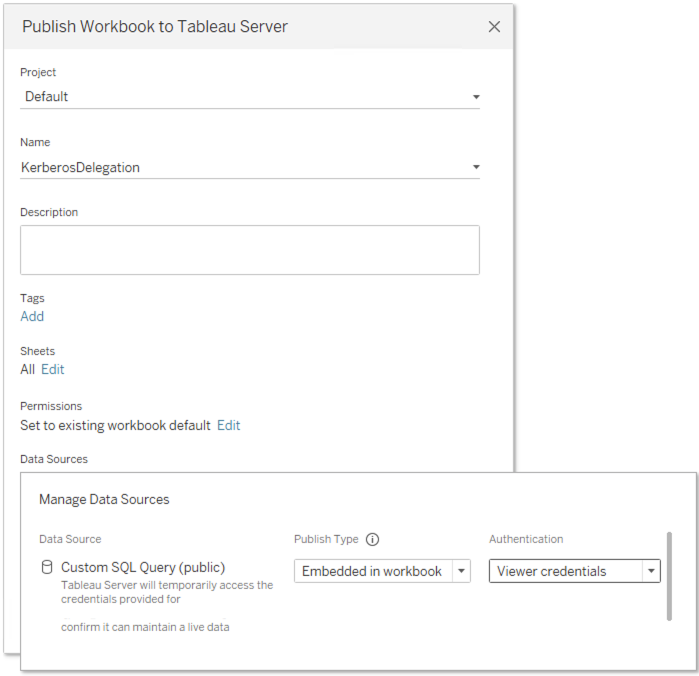 Publish Workbook to Tableau Server
Project
Default
Name
KerberosDelegation
Description
Tags
Add
Sheets
All Edit
Permissions
Set to existing workbook default Edit
Data Sources
Manage Data Sources
Data Source Publish Type Authentication
Custom SQL Query (public) Embedded in workbook Viewer credentials
Tableau Server will temporarily access the
credentials provided for
confirm it can maintain a live data